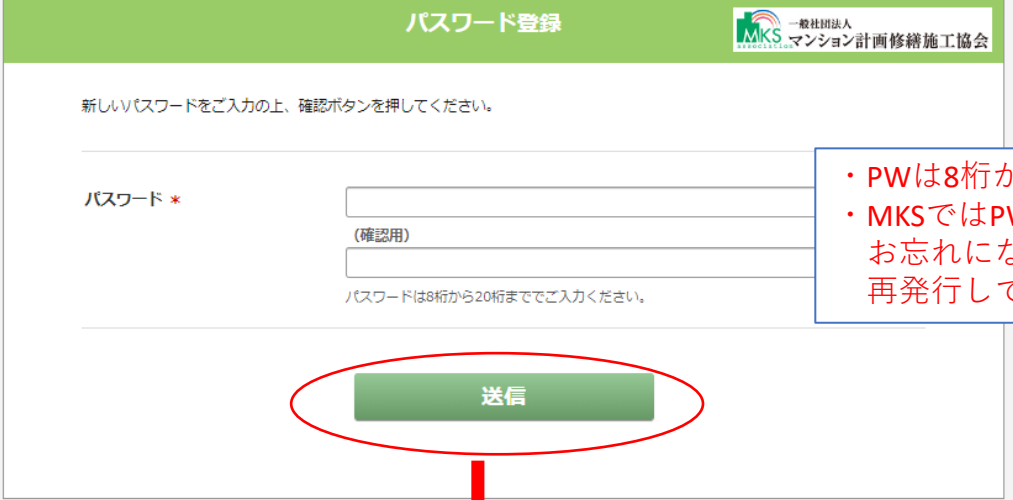 パスワード登録
MKS
association
一般社団法人
マンション計画修繕施工協会
新しいパスワードをご入力の上、確認ボタンを押してください。
パスワード *
（確認用）
パスワードは8桁から20桁まででご入力ください。
・PWは8桁か
・MKSではPW
お忘れにな
再発行して
送信